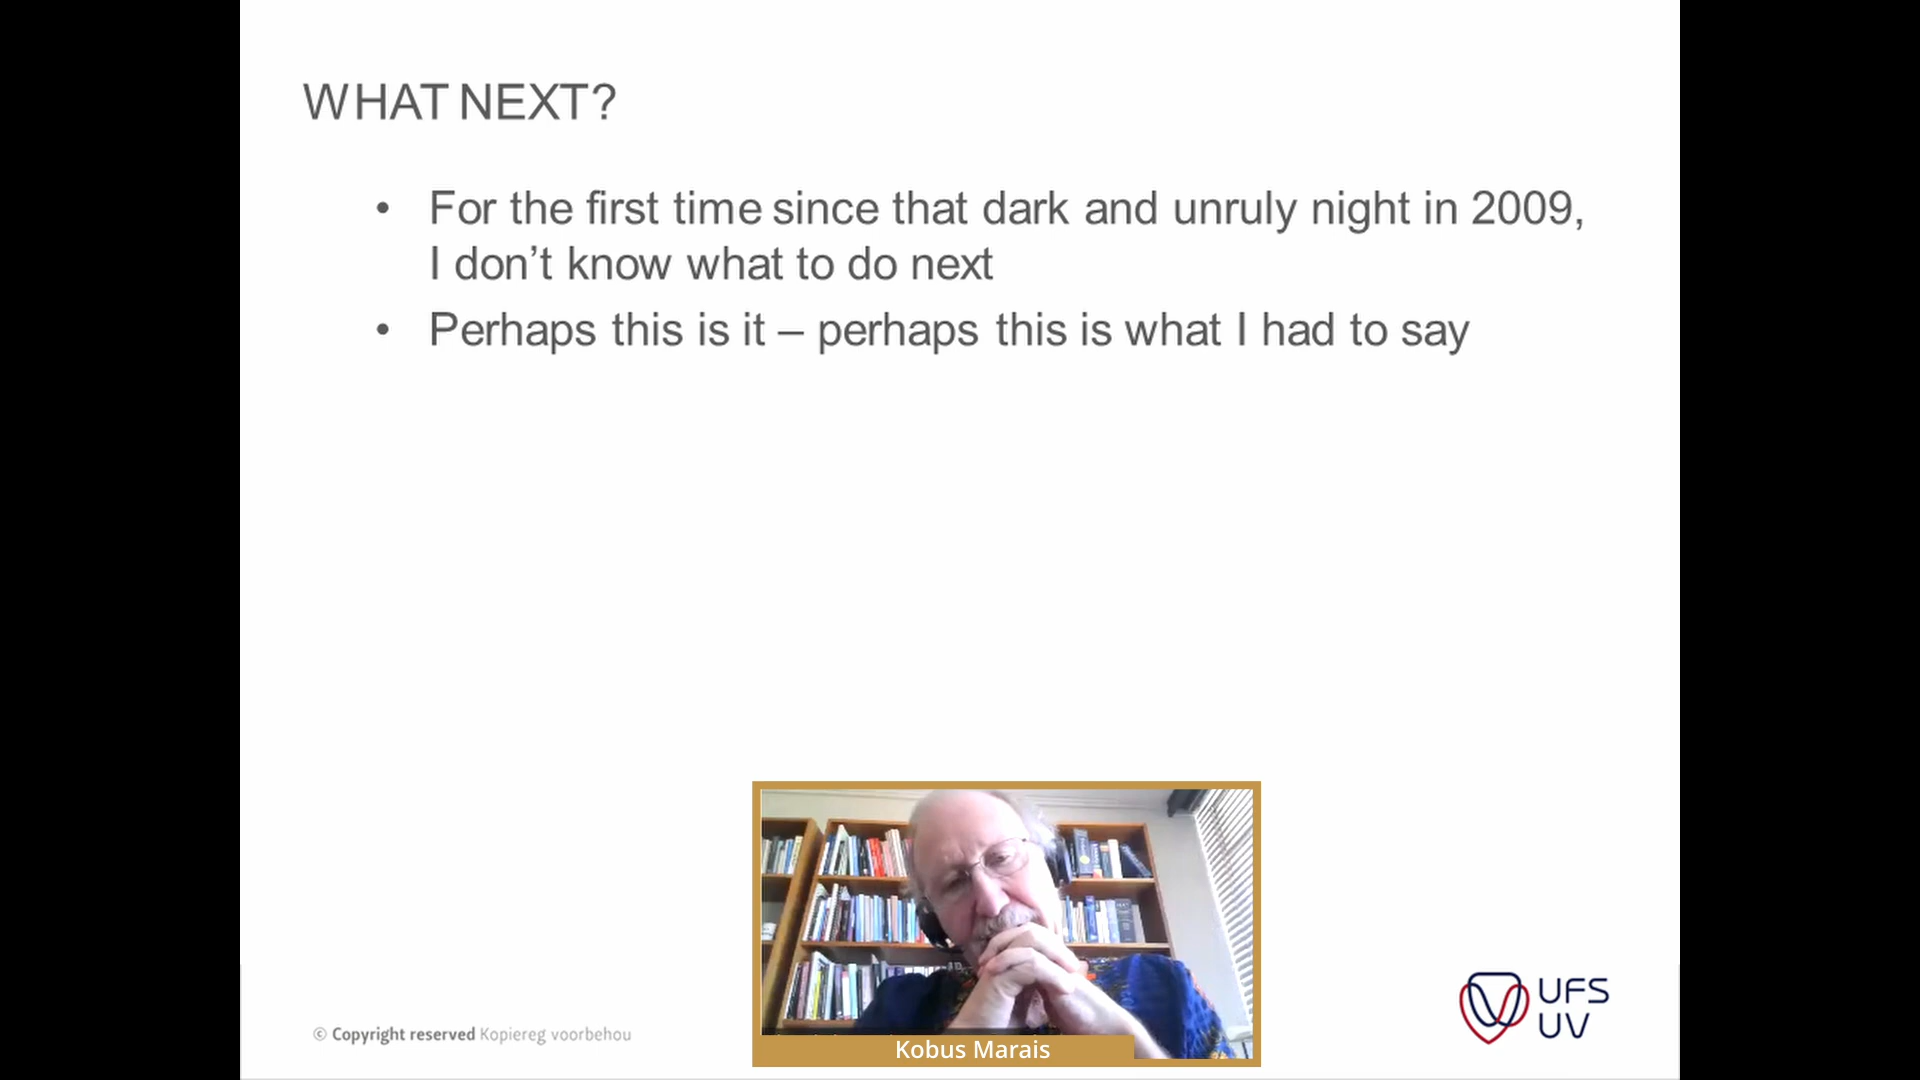 WHAT NEXT?
• For the first time since that dark and unruly night in 2009,
I don’t know what to do next
• Perhaps this is it – perhaps this is what I had to say
© Copyright reserved Kopiereg voorbehou
Kobus Marais
UFS
UV